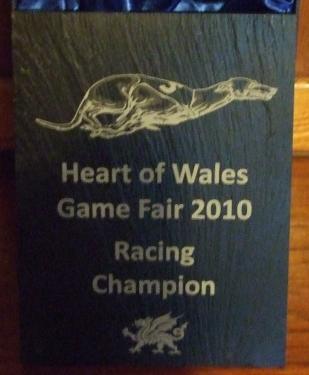 Heart of Wales
Game Fair 2010
Racing
Champion